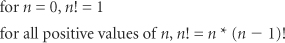 for n = 0, n! = 1
for all positive values of n, n! = n * (n − 1)!